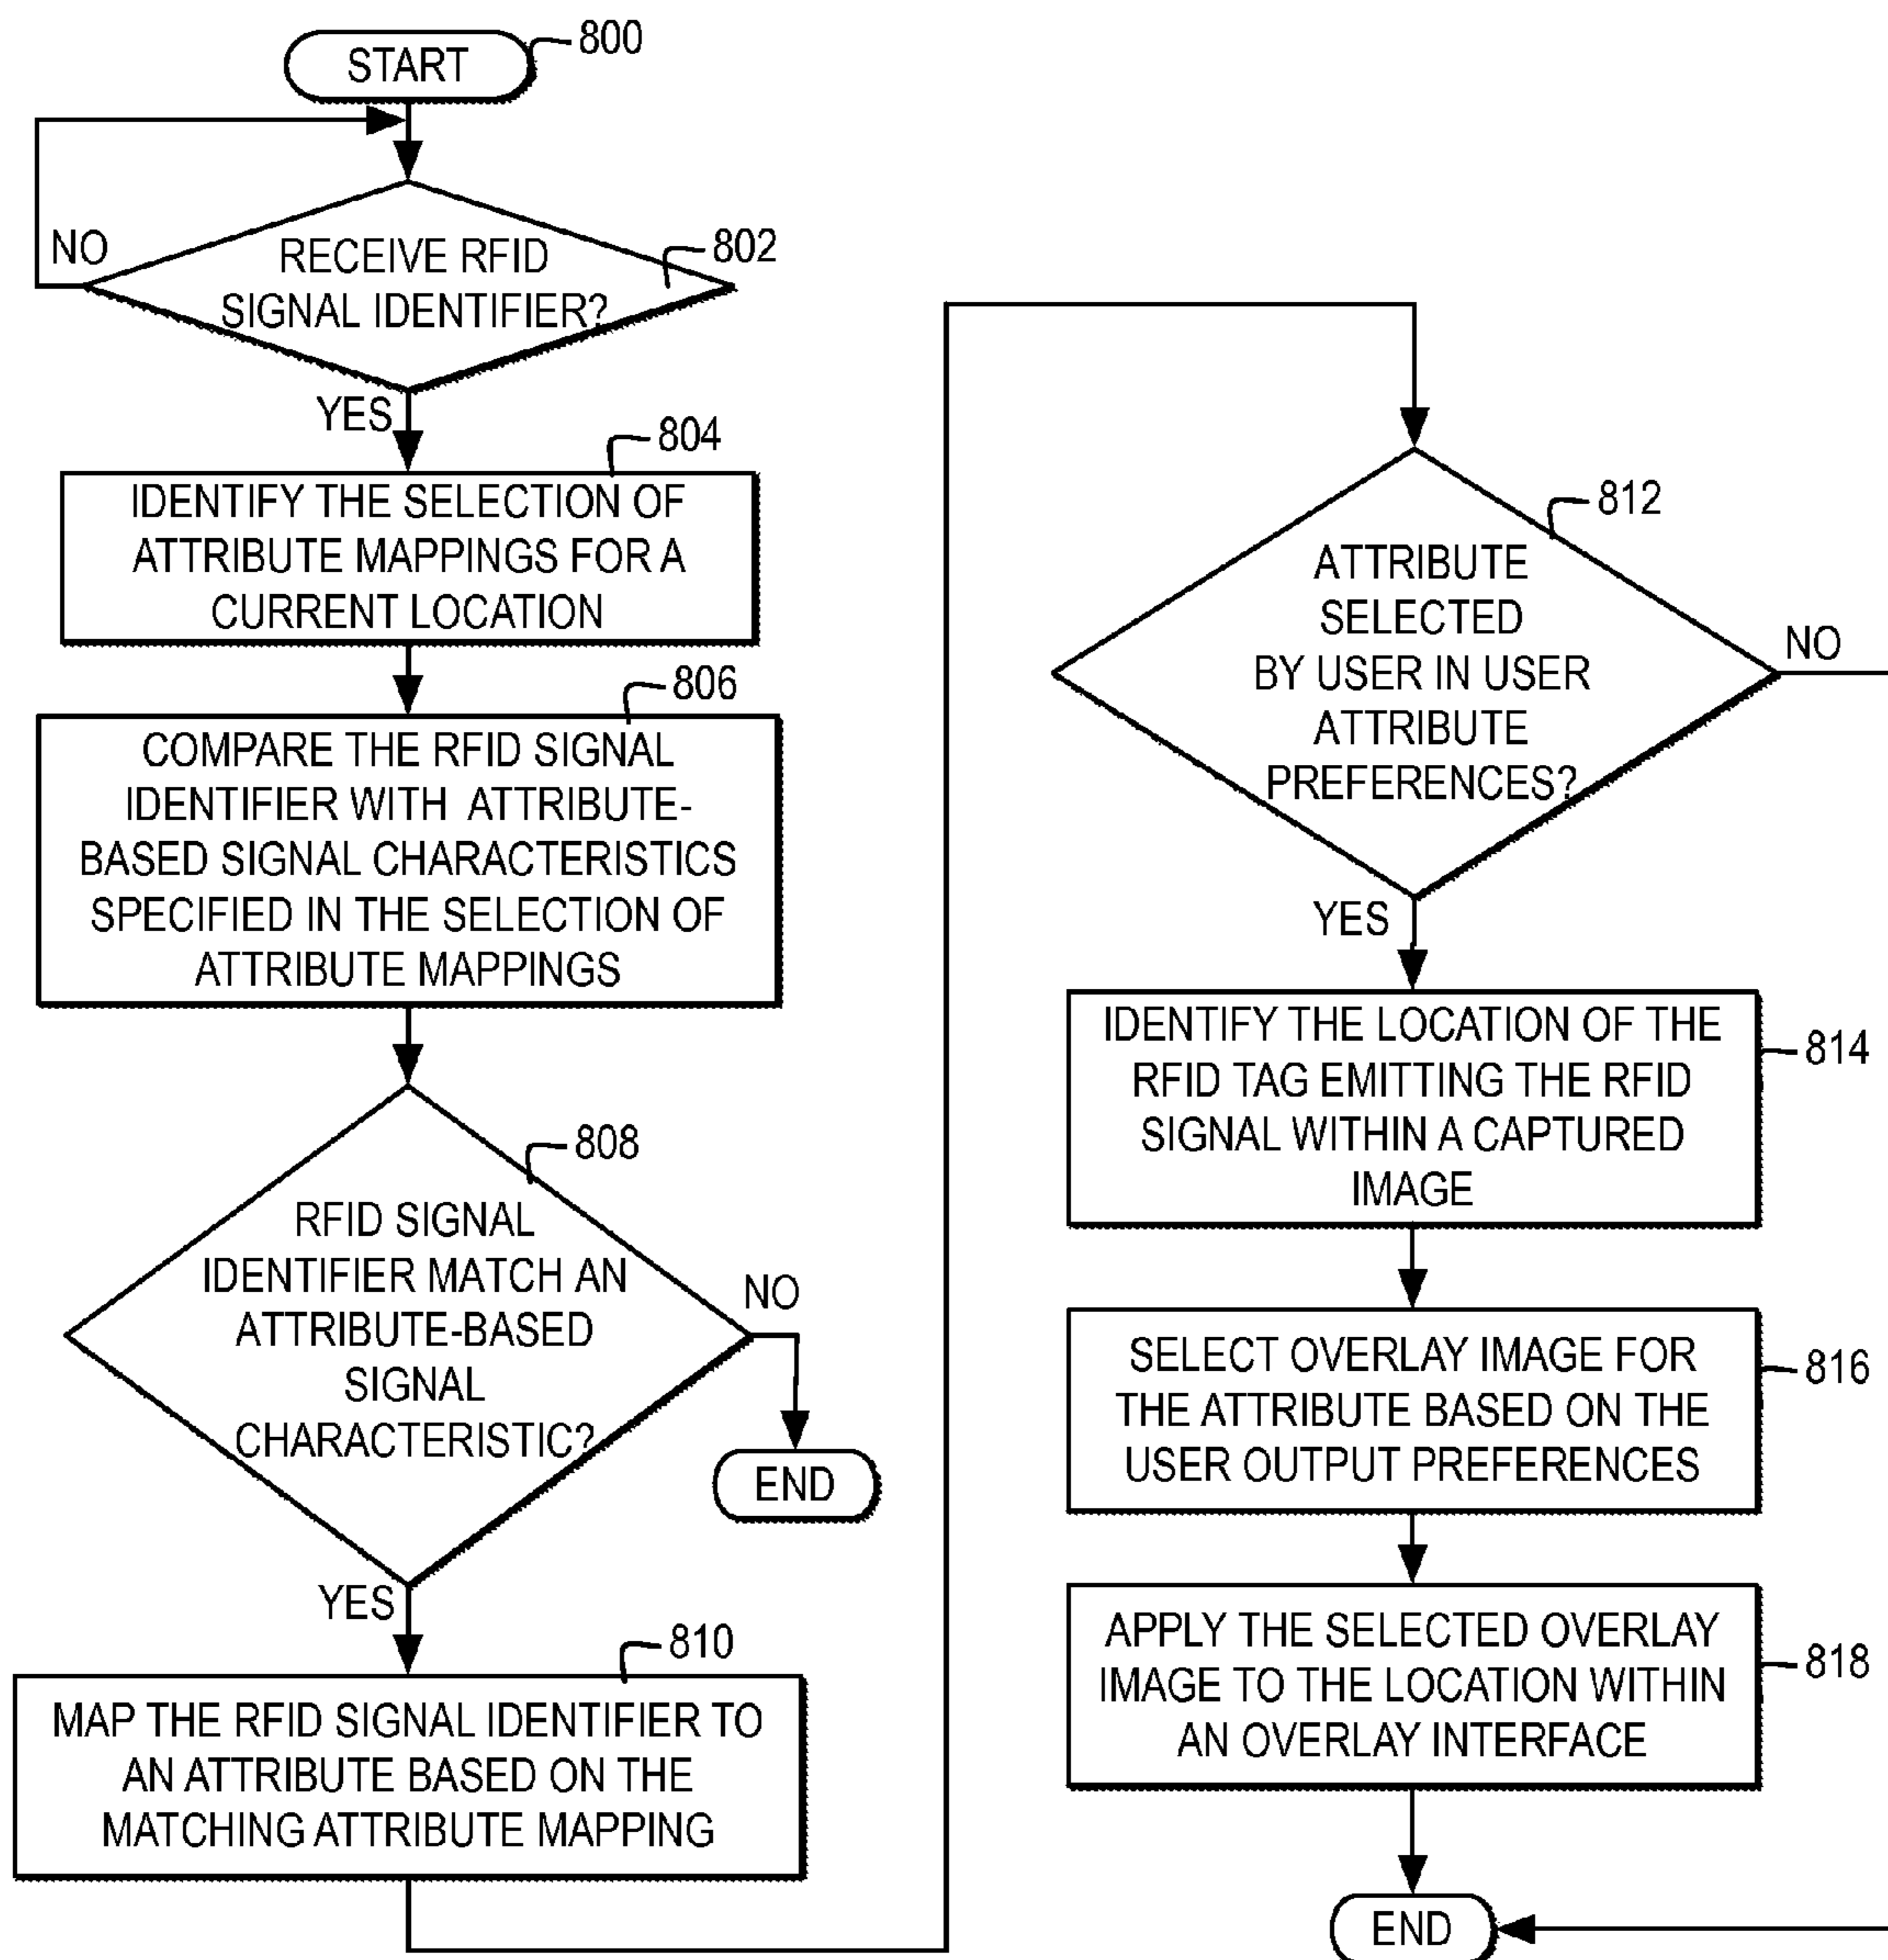 START
800
NO
RECEIVE RFID
SIGNAL IDENTIFIER?
802
YES
804
IDENTIFY THE SELECTION OF
ATTRIBUTE MAPPINGS FOR A
CURRENT LOCATION
806
COMPARE THE RFID SIGNAL
IDENTIFIER WITH ATTRIBUTE-
BASED SIGNAL CHARACTERISTICS
SPECIFIED IN THE SELECTION OF
ATTRIBUTE MAPPINGS
808
RFID SIGNAL
IDENTIFIER MATCH AN
ATTRIBUTE-BASED
SIGNAL
CHARACTERISTIC?
NO
END
YES
810
MAP THE RFID SIGNAL IDENTIFIER TO
AN ATTRIBUTE BASED ON THE
MATCHING ATTRIBUTE MAPPING
812
ATTRIBUTE
SELECTED
BY USER IN USER
ATTRIBUTE
PREFERENCES?
NO
YES
IDENTIFY THE LOCATION OF THE
RFID TAG EMITTING THE RFID
SIGNAL WITHIN A CAPTURED
IMAGE
814
SELECT OVERLAY IMAGE FOR
THE ATTRIBUTE BASED ON THE
USER OUTPUT PREFERENCES
816
APPLY THE SELECTED OVERLAY
IMAGE TO THE LOCATION WITHIN
AN OVERLAY INTERFACE
818
END